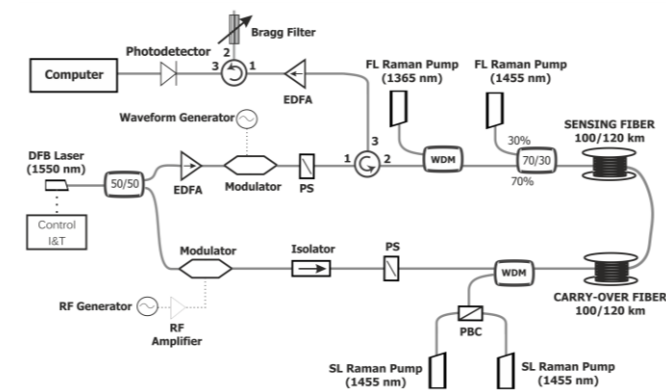 Bragg Filter
Photodetector
2
3
1
Computer
EDFA
FL Raman Pump
(1365 nm)
FL Raman Pump
(1455 nm)
Waveform Generator
SENSING FIBER
100/120 km
3
30%
DFB Laser
(1550 nm)
1
2
WDM
70/30
50/50
EDFA
Modulator
PS
70%
Control
I&T
Modulator
Isolator
PS
WDM
RF Generator
RF
Amplifier
PBC
CARRY-OVER FIBER
100/120 km
SL Raman Pump
(1455 nm)
SL Raman Pump
(1455 nm)